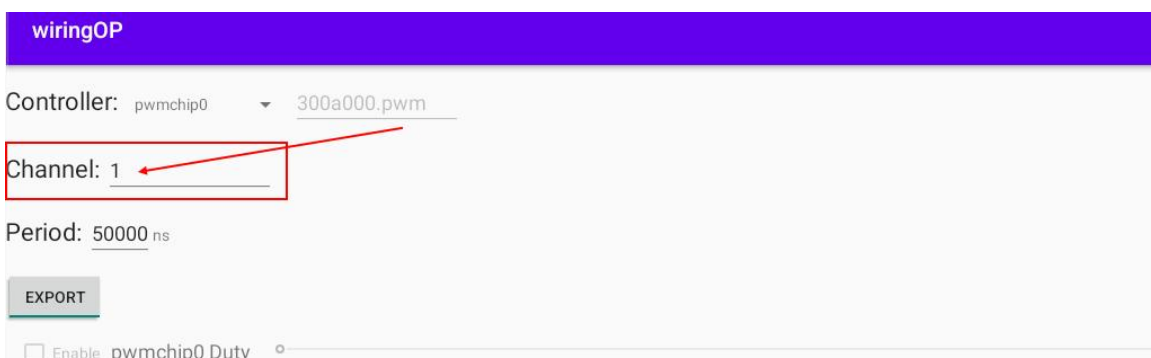 wiringOP
Controller: pwmchip0 300a000.pwm
Channel: 1
Period: 50000 ns
EXPORT
Enable pwmchip0 Duty